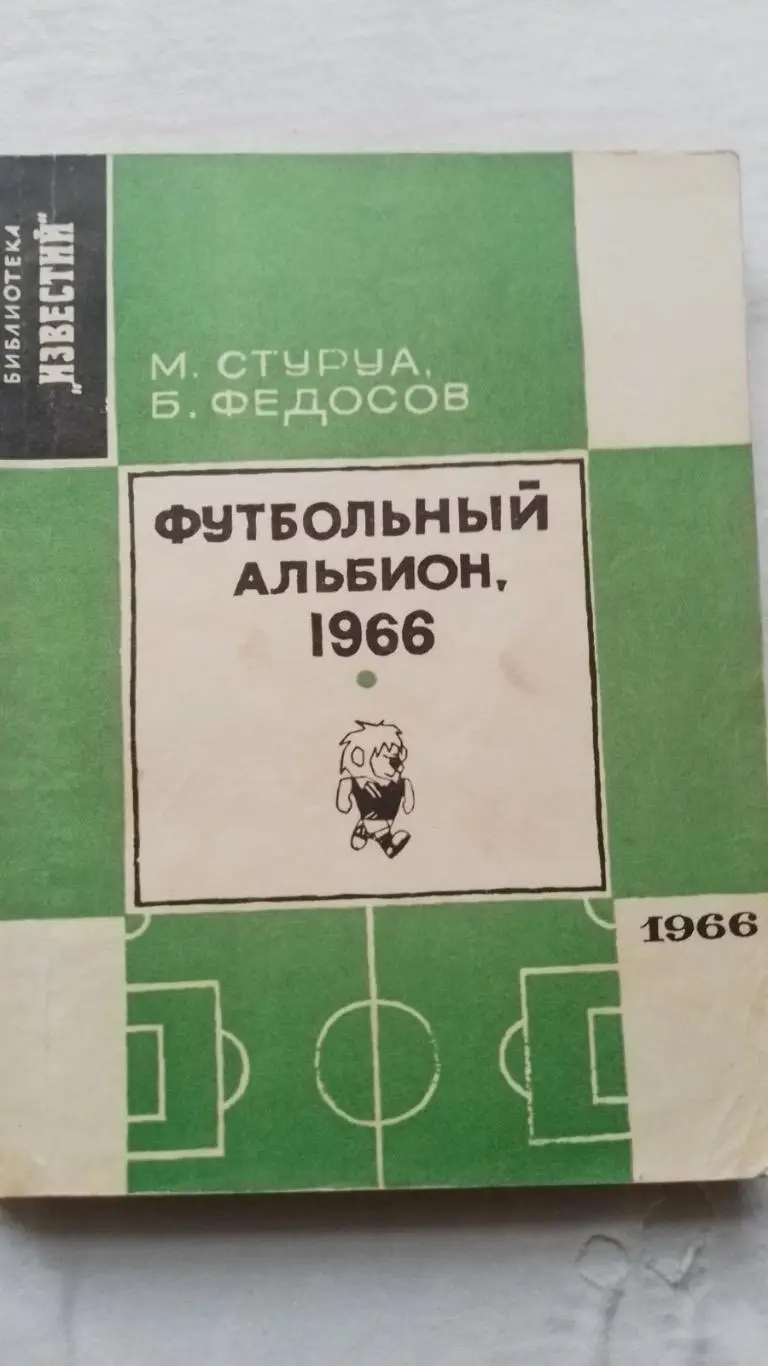 БИБЛИОТЕКА
„ИЗВЕСТИЙ“
М. СТУРУА,
Б. ФЕДОСОВ
ФУТБОЛЬНЫЙ
АЛЬБИОН,
1966
1966